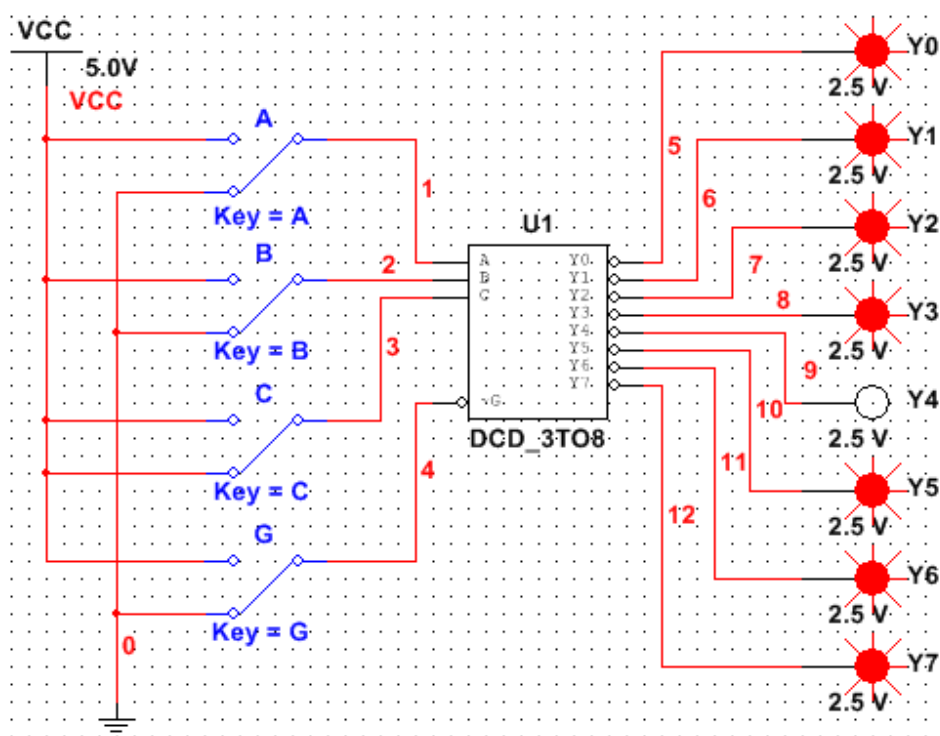 VCC
5.0V
VCC
A
Key = A
B
Key = B
C
Key = C
G
Key = G
0
1
2
3
4
U1
A
B
C
~G
Y0
Y1
Y2
Y3
Y4
Y5
Y6
Y7
DCD_3TO8
5
6
7
8
9
10
11
12
Y0
2.5 V
Y1
2.5 V
Y2
2.5 V
Y3
2.5 V
Y4
2.5 V
Y5
2.5 V
Y6
2.5 V
Y7
2.5 V